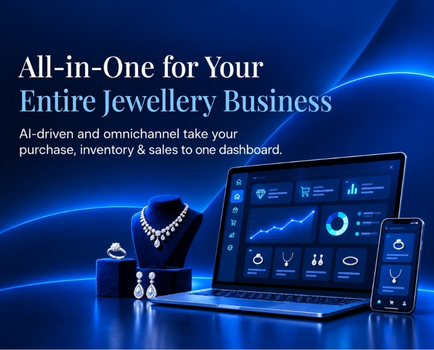 All-in-One for Your
Entire Jewellery Business
AI-driven and omnichannel take your
purchase, inventory & sales to one dashboard.